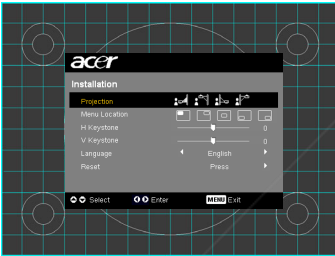 acer
Installation
Projection
Menu Location
H Keystone 0
V Keystone 0
Language English
Reset Press
Select Enter MENU Exit